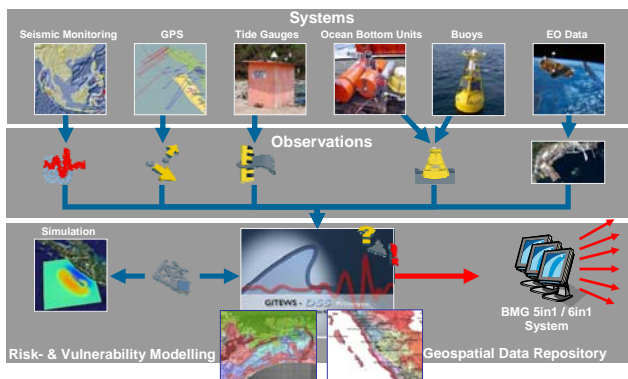 Systems
Seismic Monitoring GPS Tide Gauges Ocean Bottom Units Buoys EO Data
Observations
Simulation
?
!
GITEWS - DSS
BMG 5in1 / 6in1
System
Risk- & Vulnerability Modelling Geospatial Data Repository